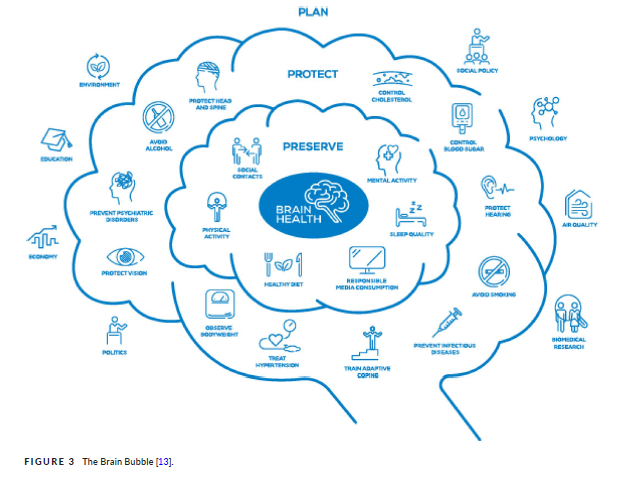 PLAN
SOCIAL POLICY
PROTECT
ENVIRONMENT
PROTECT HEAD
AND SPINE
CONTROL
CHOLESTEROL
AVOID
ALCOHOL
CONTROL
BLOOD SUGAR
PSYCHOLOGY
EDUCATION
PRESERVE
SOCIAL
CONTACTS
MENTAL ACTIVITY
PREVENT PSYCHIATRIC
DISORDERS
BRAIN
HEALTH
PROTECT
HEARING
AIR QUALITY
PHYSICAL
ACTIVITY
ZZZ
SLEEP QUALITY
ECONOMY
PROTECT VISION
HEALTHY DIET
RESPONSIBLE
MEDIA CONSUMPTION
AVOID SMOKING
OBSERVE
BODYWEIGHT
POLITICS
TREAT
HYPERTENSION
TRAIN ADAPTIVE
COPING
PREVENT INFECTIOUS
DISEASES
BIOMEDICAL
RESEARCH
FIGURE 3 The Brain Bubble [13].